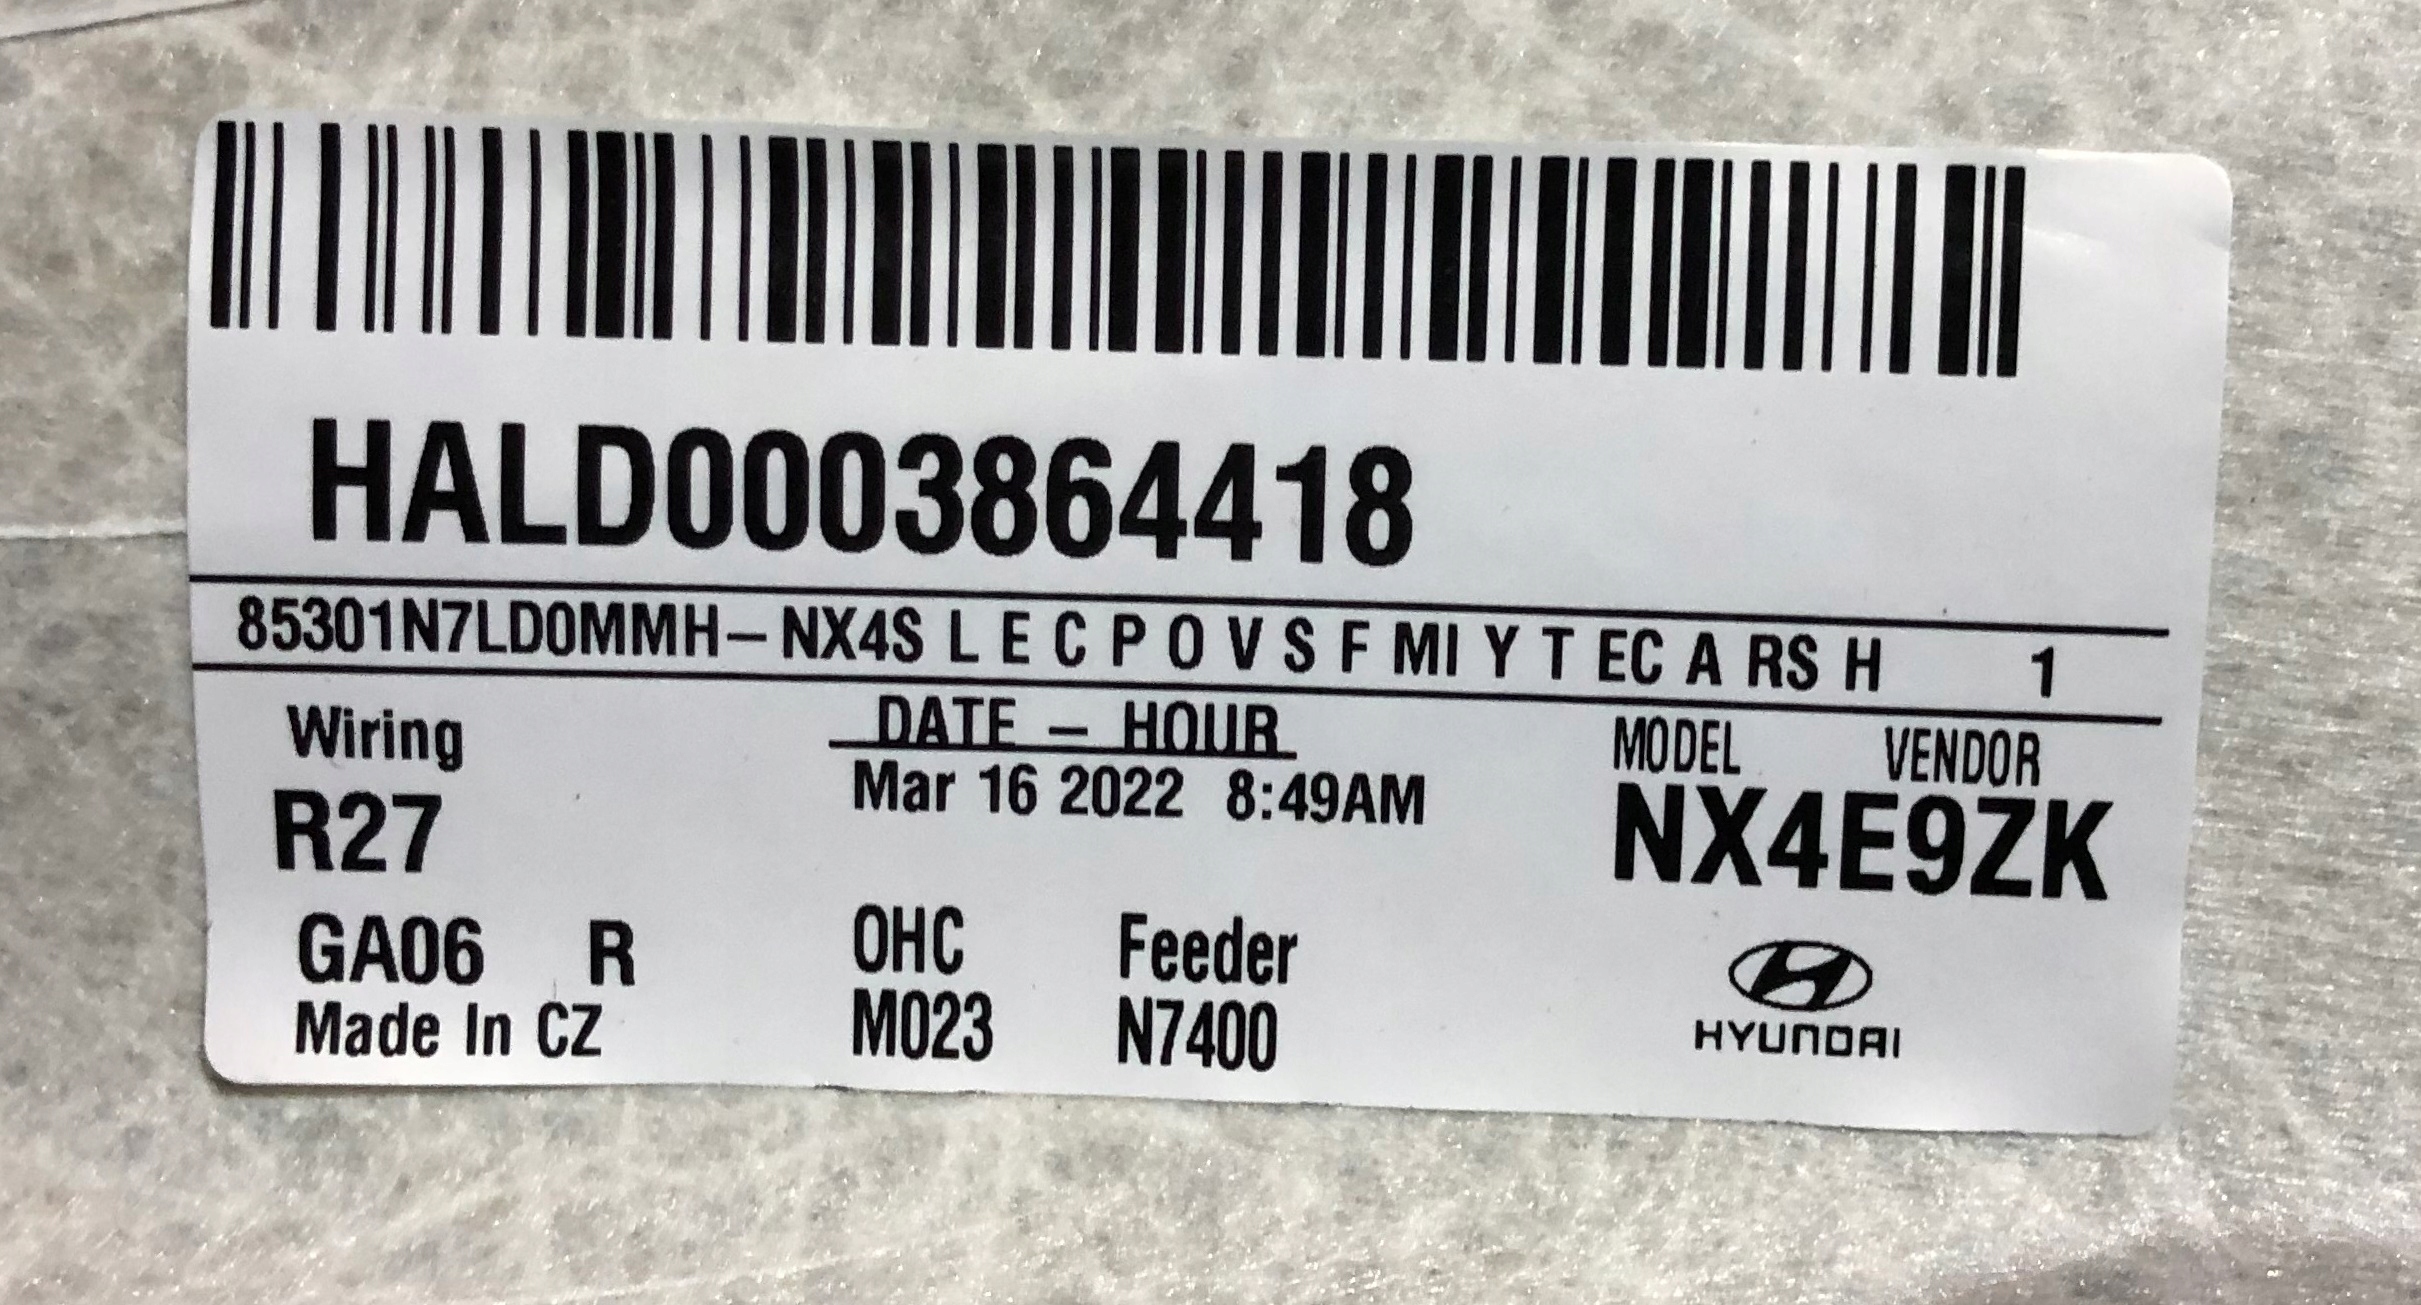 HALD0003864418
85301N7LD0MMH-NX4S L E C P O V S F MI Y T EC A RS H 1
Wiring DATE - HOUR MODEL VENDOR
R27 Mar 16 2022 8:49AM NX4E9ZK
GA06 R OHC Feeder
Made In CZ M023 N7400
HYUNDAI